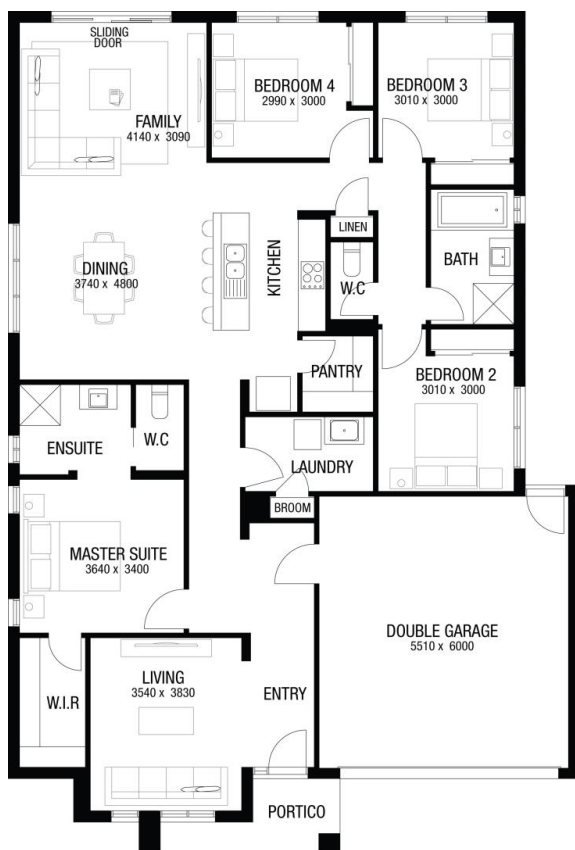 SLIDING
DOOR
FAMILY
4140 x 3090
BEDROOM 4
2990 x 3000
BEDROOM 3
3010 x 3000
LINEN
DINING
3740 x 4800
KITCHEN
W.C
BATH
PANTRY
BEDROOM 2
3010 x 3000
ENSUITE
W.C
LAUNDRY
BROOM
MASTER SUITE
3640 x 3400
DOUBLE GARAGE
5510 x 6000
LIVING
3540 x 3830
W.I.R
ENTRY
PORTICO